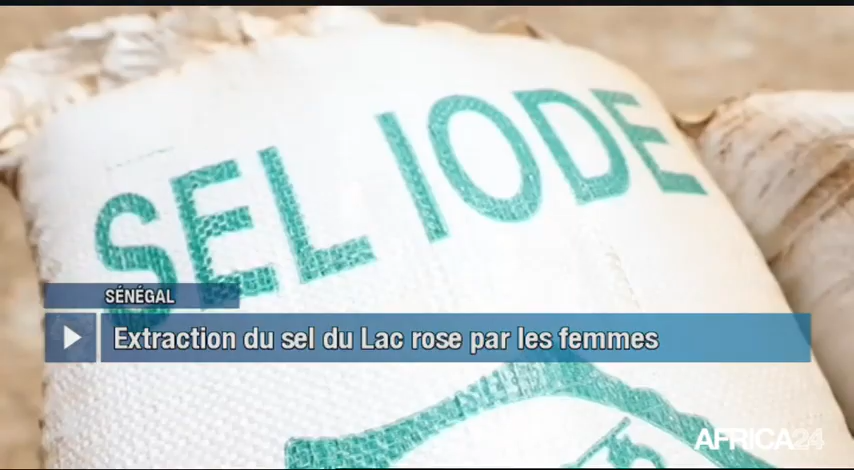 SEL IODE
SÉNÉGAL
Extraction du sel du Lac rose par les femmes
AFRICA24